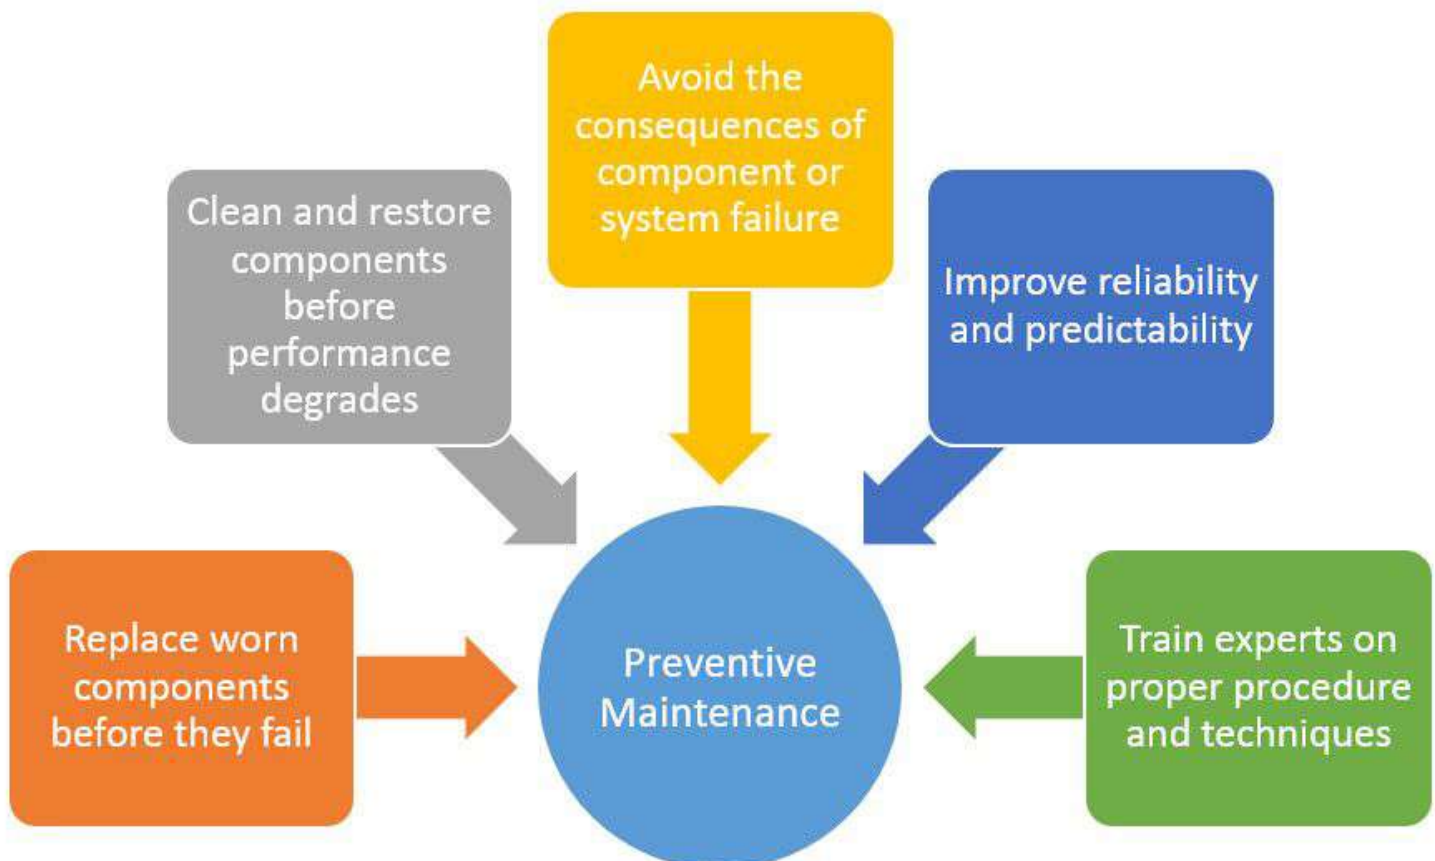 Avoid the
consequences of
component or
system failure
Clean and restore
components
before
performance
degrades
Improve reliability
and predictability
Replace worn
components
before they fail
Preventive
Maintenance
Train experts on
proper procedure
and techniques